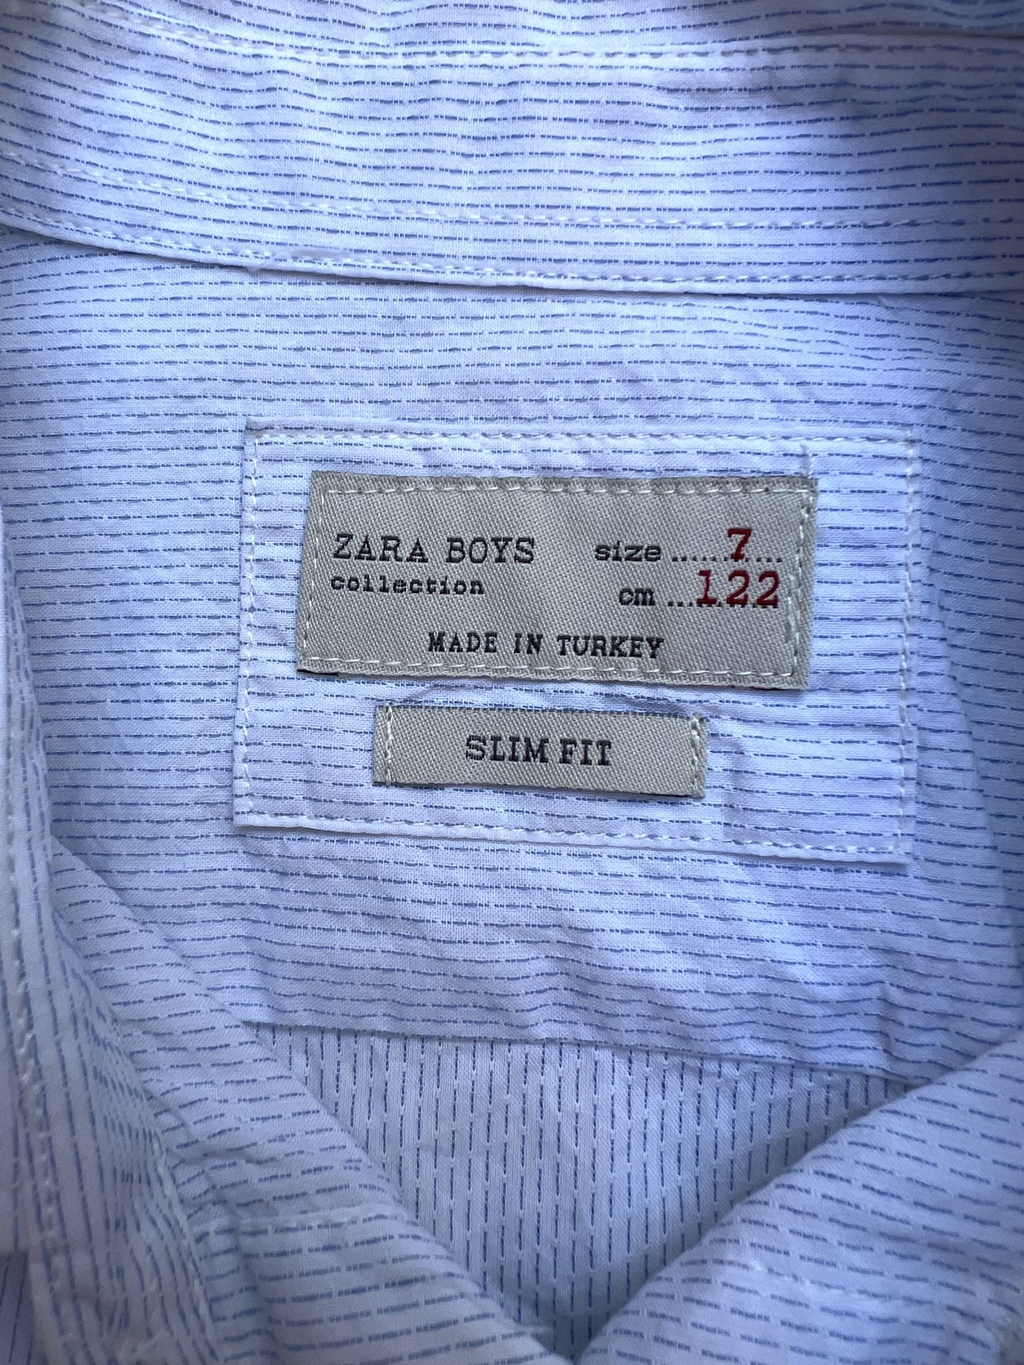 ZARA BOYS size ......7...
collection cm ...122
MADE IN TURKEY
SLIM FIT